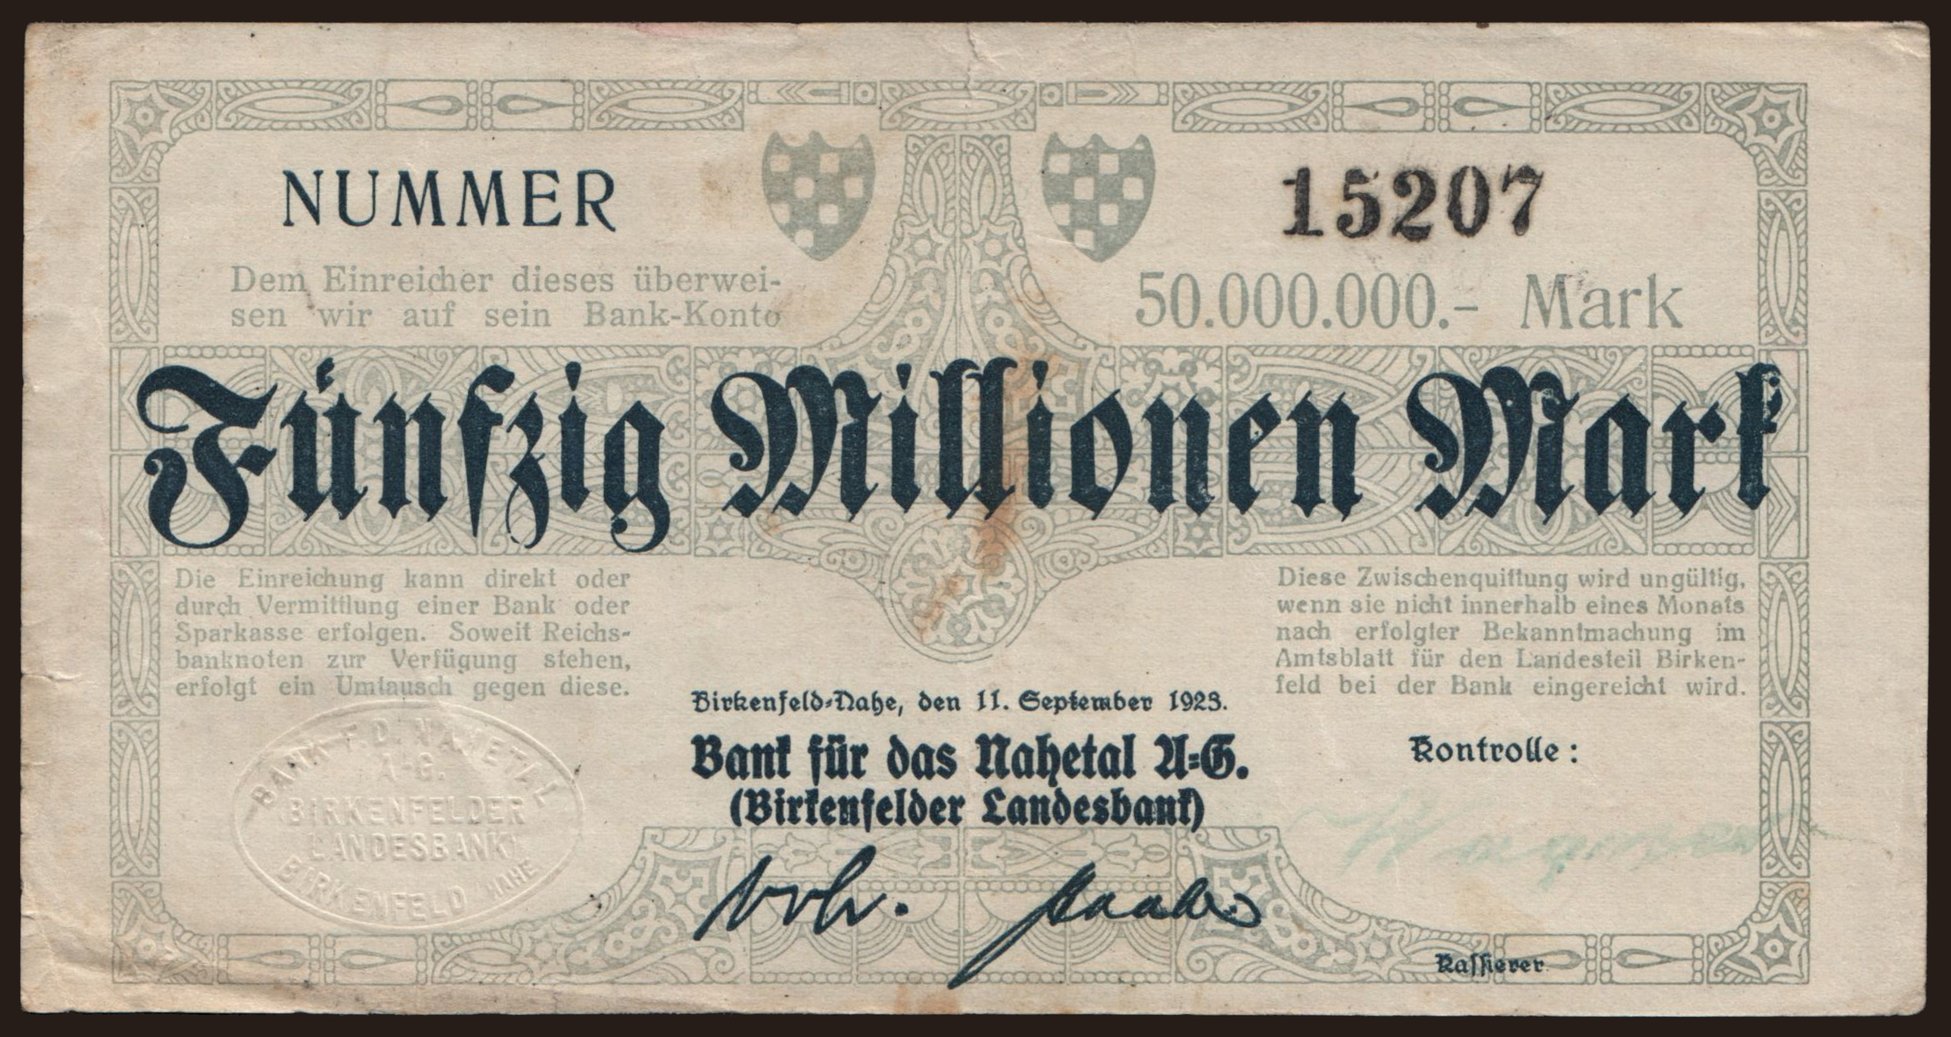 NUMMER
15207
Dem Einreicher dieses überwei-
sen wir auf sein Bank-Konto
50.000.000.- Mark
Fünfzig Millionen Mark
Die Einreichung kann direkt oder
durch Vermittlung einer Bank oder
Sparkasse erfolgen. Soweit Reichs-
banknoten zur Verfügung stehen,
erfolgt ein Umtausch gegen diese.
Diese Zwischenquittung wird ungültig,
wenn sie nicht innerhalb eines Monats
nach erfolgter Bekanntmachung im
Amtsblatt für den Landesteil Birken-
feld bei der Bank eingereicht wird.
Birkenfeld-Nahe, den 11. September 1923.
Bank für das Nahetal A=G.
(Birkenfelder Landesbank)
Kontrolle:
BANK F. D. NAHETAL
A-G.
BIRKENFELDER
LANDESBANK
BIRKENFELD NAHE
Kassierer